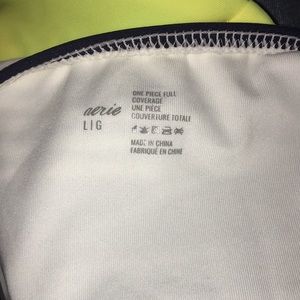 aerie
L|G
ONE PIECE FULL
COVERAGE
UNE PIÈCE
COUVERTURE TOTALE
MADE IN CHINA
FABRIQUÉ EN CHINE